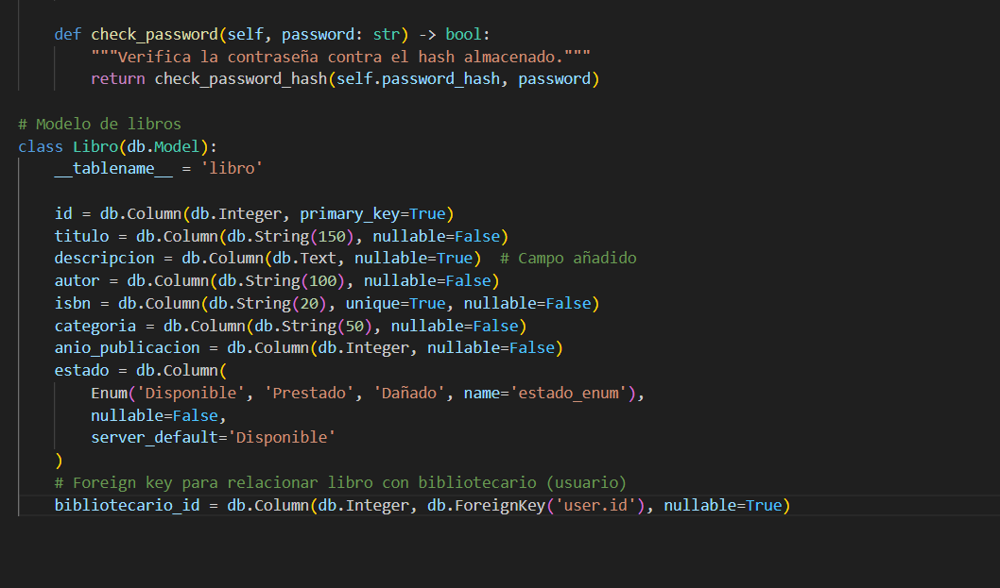 def check_password(self, password: str) -> bool:
"""Verifica la contraseña contra el hash almacenado."""
return check_password_hash(self.password_hash, password)
# Modelo de libros
class Libro(db.Model):
__tablename__ = 'libro'
id = db.Column(db.Integer, primary_key=True)
titulo = db.Column(db.String(150), nullable=False)
descripcion = db.Column(db.Text, nullable=True)  # Campo añadido
autor = db.Column(db.String(100), nullable=False)
isbn = db.Column(db.String(20), unique=True, nullable=False)
categoria = db.Column(db.String(50), nullable=False)
anio_publicacion = db.Column(db.Integer, nullable=False)
estado = db.Column(
Enum('Disponible', 'Prestado', 'Dañado', name='estado_enum'),
nullable=False,
server_default='Disponible'
)
# Foreign key para relacionar libro con bibliotecario (usuario)
bibliotecario_id = db.Column(db.Integer, db.ForeignKey('user.id'), nullable=True)